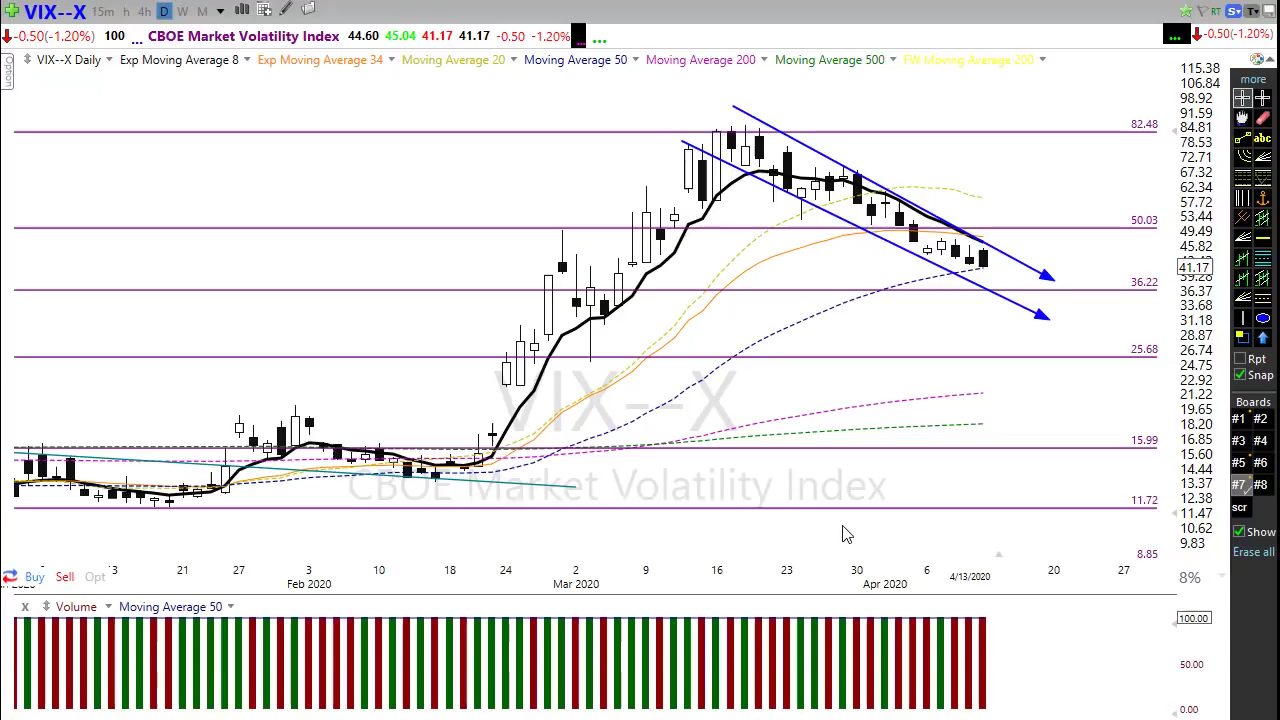 VIX--X 15m h 4h D W M RT S T
-0.50(-1.20%) 100 ... CBOE Market Volatility Index 44.60 45.04 41.17 41.17 -0.50 -1.20% ... ... -0.50(-1.20%)
Option VIX--X Daily Exp Moving Average 8 Exp Moving Average 34 Moving Average 20 Moving Average 50 Moving Average 200 Moving Average 500 FW Moving Average 200
115.38
106.84
98.92
91.59
84.81
78.53
72.71
67.32
62.34
57.72
53.44
49.49
45.82
41.17
39.28
36.37
33.68
31.18
28.87
26.74
24.75
22.92
21.22
19.65
18.20
16.85
15.60
14.44
13.37
12.38
11.47
10.62
9.83
82.48
50.03
36.22
25.68
15.99
11.72
8.85
VIX--X
CBOE Market Volatility Index
more
abc
Rpt
Snap
Boards
#1 #2
#3 #4
#5 #6
#7 #8
scr
Show
Erase all
13 21 27 10 18 24 9 16 23 30 6 4/13/2020 20 27
Feb 2020 Mar 2020 Apr 2020
Buy Sell Opt 8%
x Volume Moving Average 50
100.00
50.00
0.00